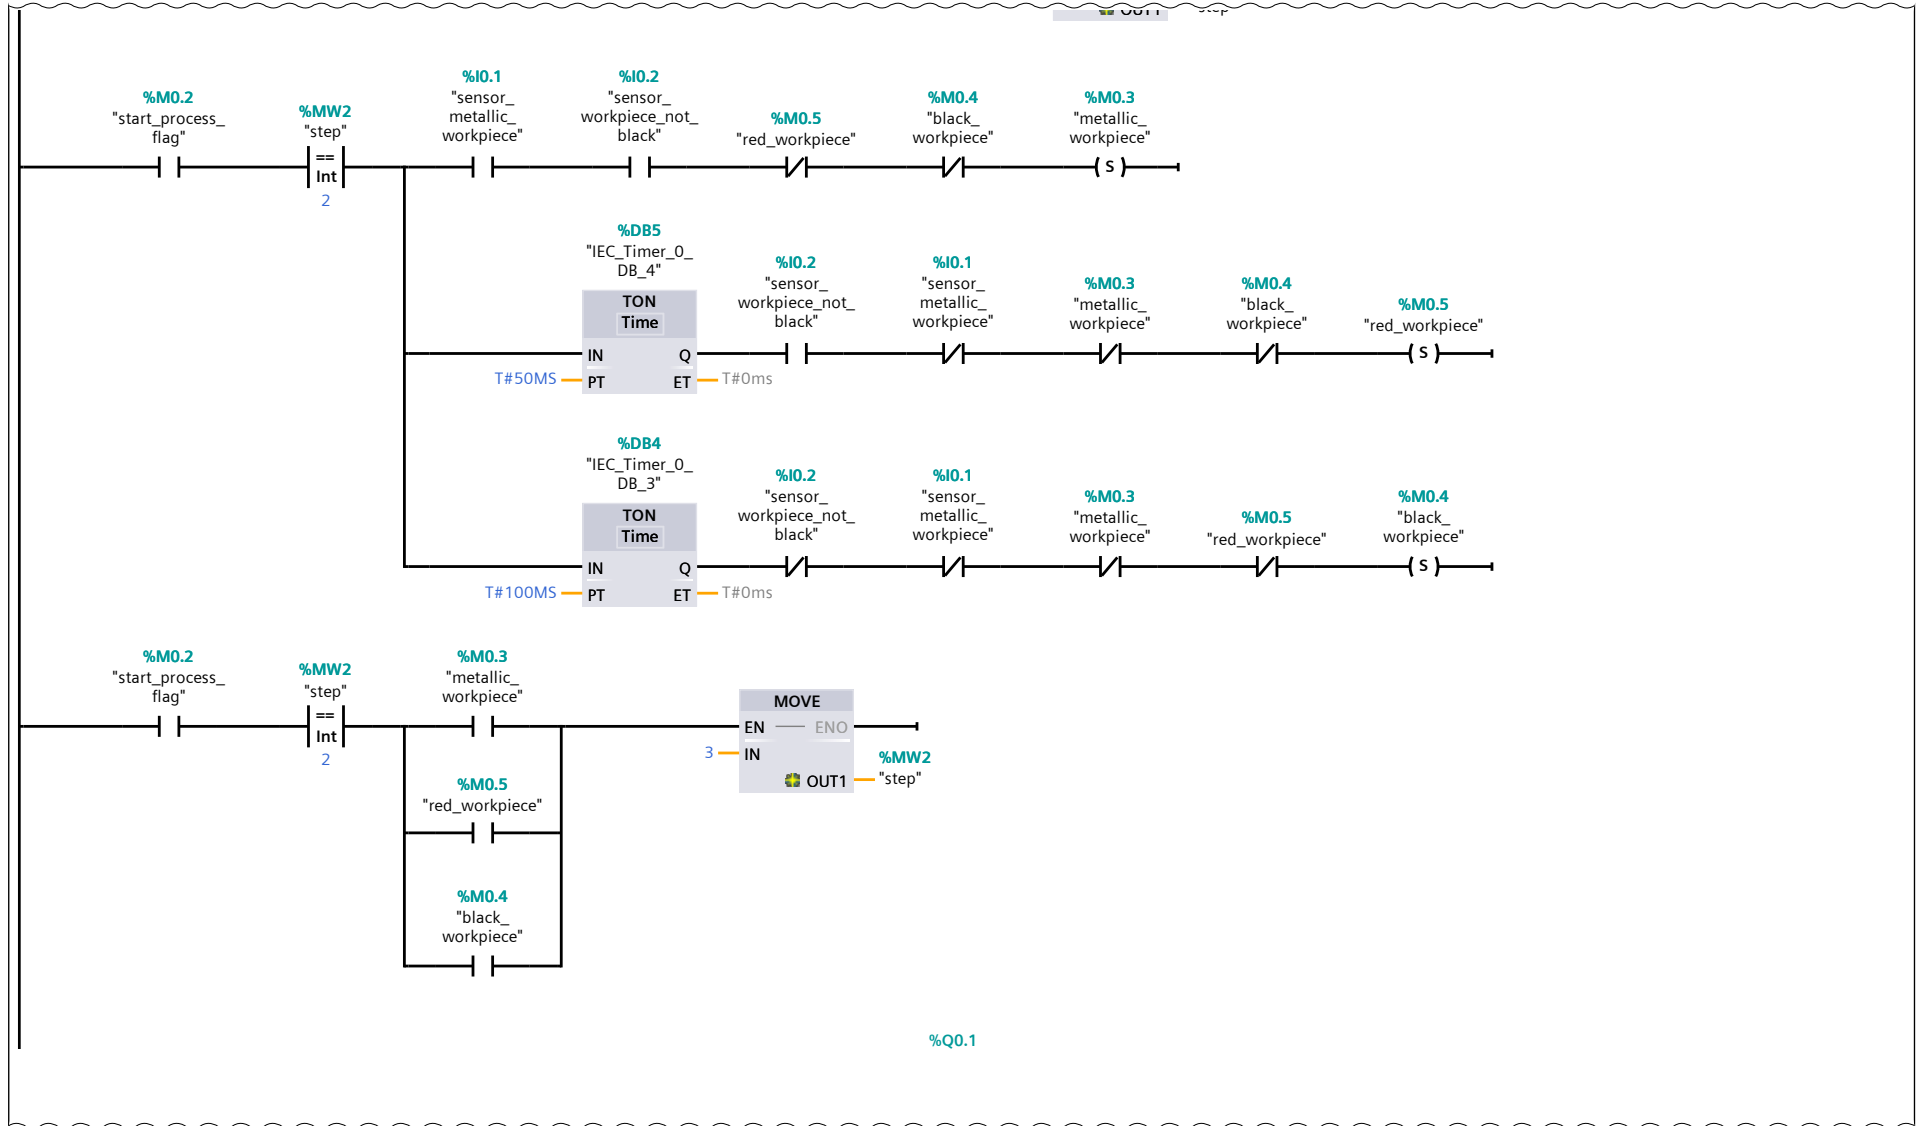 OUT1
step
%M0.2
"start_process_
flag"
%MW2
"step"
==
Int
2
%I0.1
"sensor_
metallic_
workpiece"
%I0.2
"sensor_
workpiece_not_
black"
%M0.5
"red_workpiece"
%M0.4
"black_
workpiece"
%M0.3
"metallic_
workpiece"
S
%DB5
"IEC_Timer_0_
DB_4"
TON
Time
IN
Q
T#50MS
PT
ET
T#0ms
%I0.2
"sensor_
workpiece_not_
black"
%I0.1
"sensor_
metallic_
workpiece"
%M0.3
"metallic_
workpiece"
%M0.4
"black_
workpiece"
%M0.5
"red_workpiece"
S
%DB4
"IEC_Timer_0_
DB_3"
TON
Time
IN
Q
T#100MS
PT
ET
T#0ms
%I0.2
"sensor_
workpiece_not_
black"
%I0.1
"sensor_
metallic_
workpiece"
%M0.3
"metallic_
workpiece"
%M0.5
"red_workpiece"
%M0.4
"black_
workpiece"
S
%M0.2
"start_process_
flag"
%MW2
"step"
==
Int
2
%M0.3
"metallic_
workpiece"
MOVE
EN
ENO
3
IN
OUT1
%MW2
"step"
%M0.5
"red_workpiece"
%M0.4
"black_
workpiece"
%Q0.1